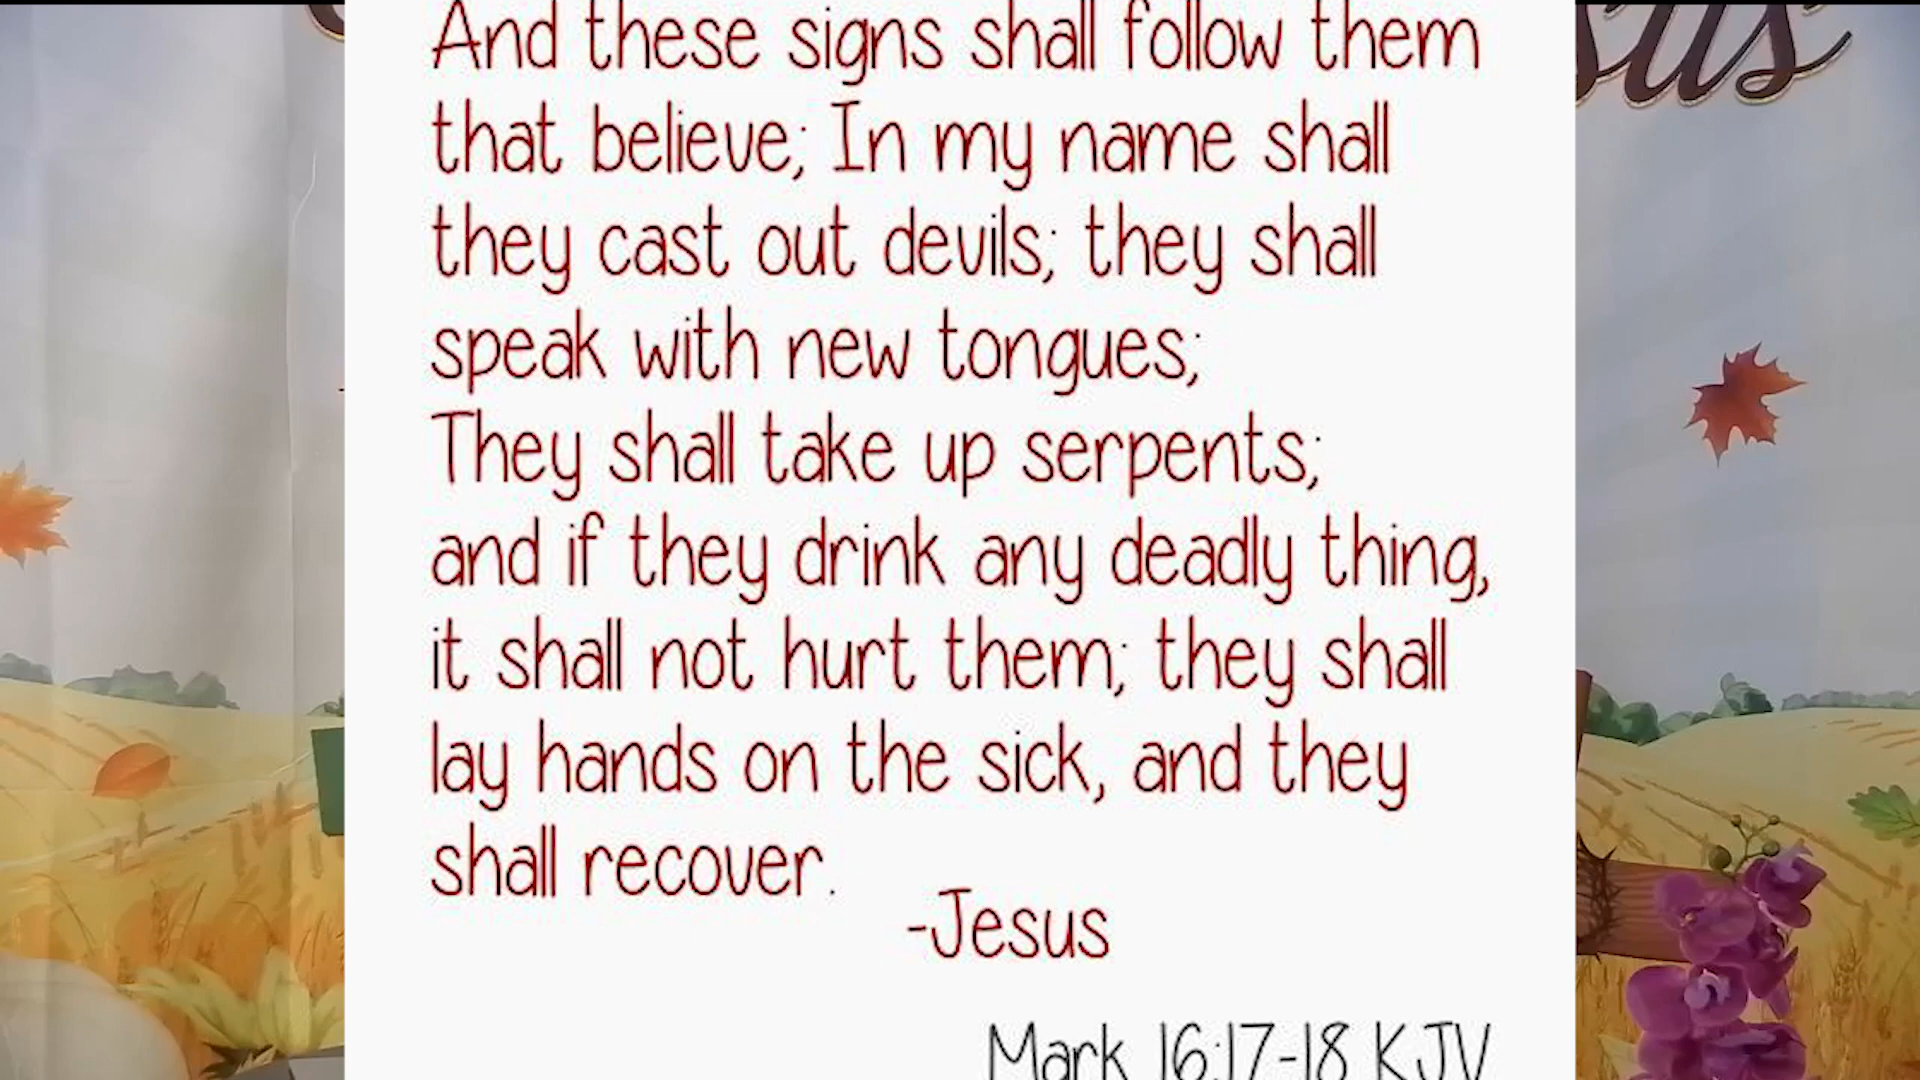 And these signs shall follow them
that believe; In my name shall
they cast out devils; they shall
speak with new tongues;
They shall take up serpents;
and if they drink any deadly thing,
it shall not hurt them; they shall
lay hands on the sick, and they
shall recover.
-Jesus
Mark 16:17-18 KJV